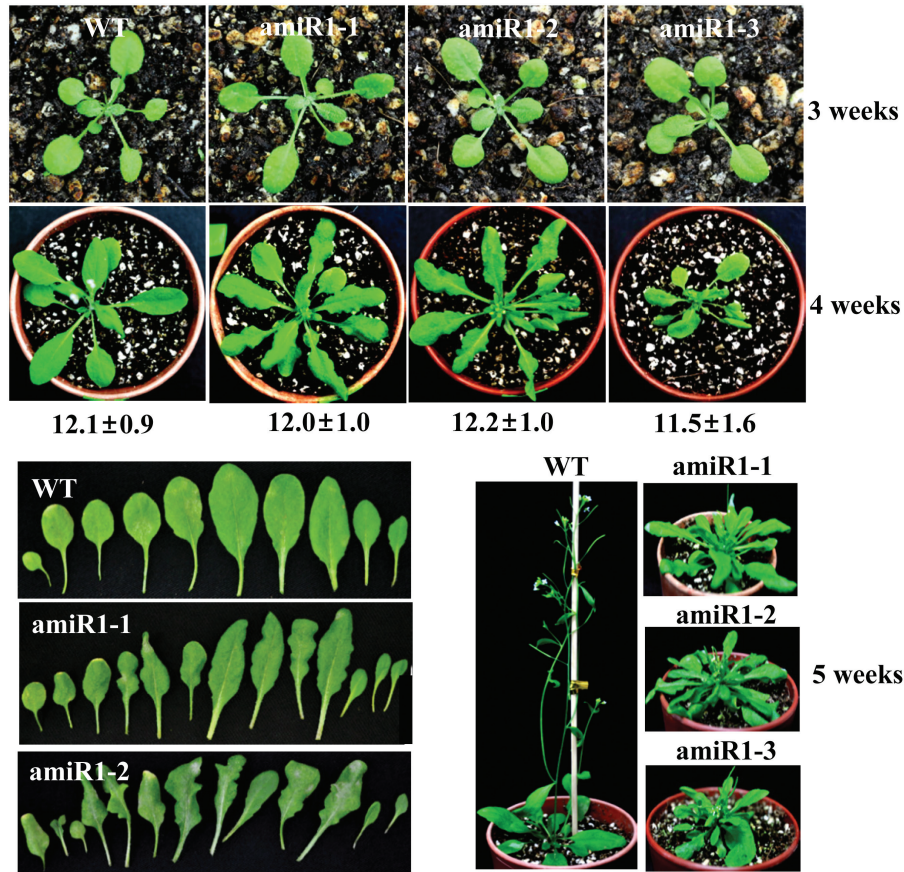 WT amiR1-1 amiR1-2 amiR1-3
3 weeks
4 weeks
12.1±0.9 12.0±1.0 12.2±1.0 11.5±1.6
WT
amiR1-1
amiR1-2
WT
amiR1-1
amiR1-2
amiR1-3
5 weeks